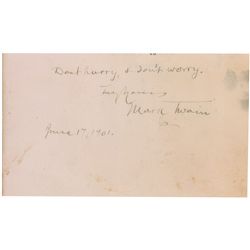 Don't hurry, & don't worry.
Truly Yours
Mark Twain
June 17, 1901.